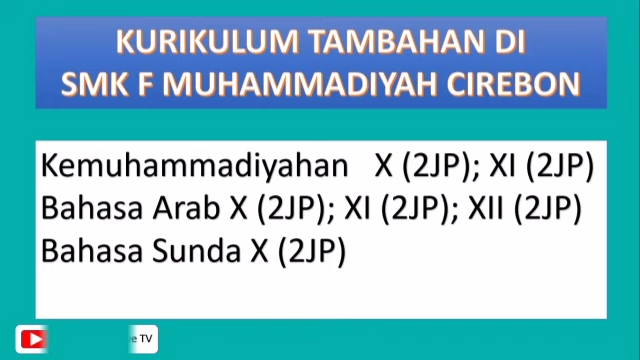 KURIKULUM TAMBAHAN DI
SMK F MUHAMMADIYAH CIREBON
Kemuhammadiyahan X (2JP); XI (2JP)
Bahasa Arab X (2JP); XI (2JP); XII (2JP)
Bahasa Sunda X (2JP)
TV